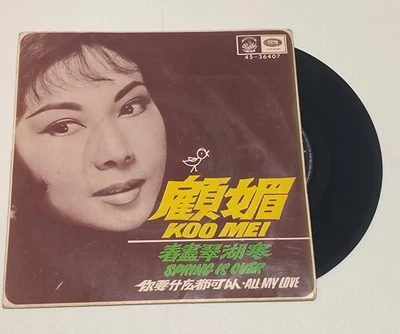 45-36407
顧媚
KOO MEI
春盡翠湖寒
SPRING IS OVER
你要什么都可以·ALL MY LOVE